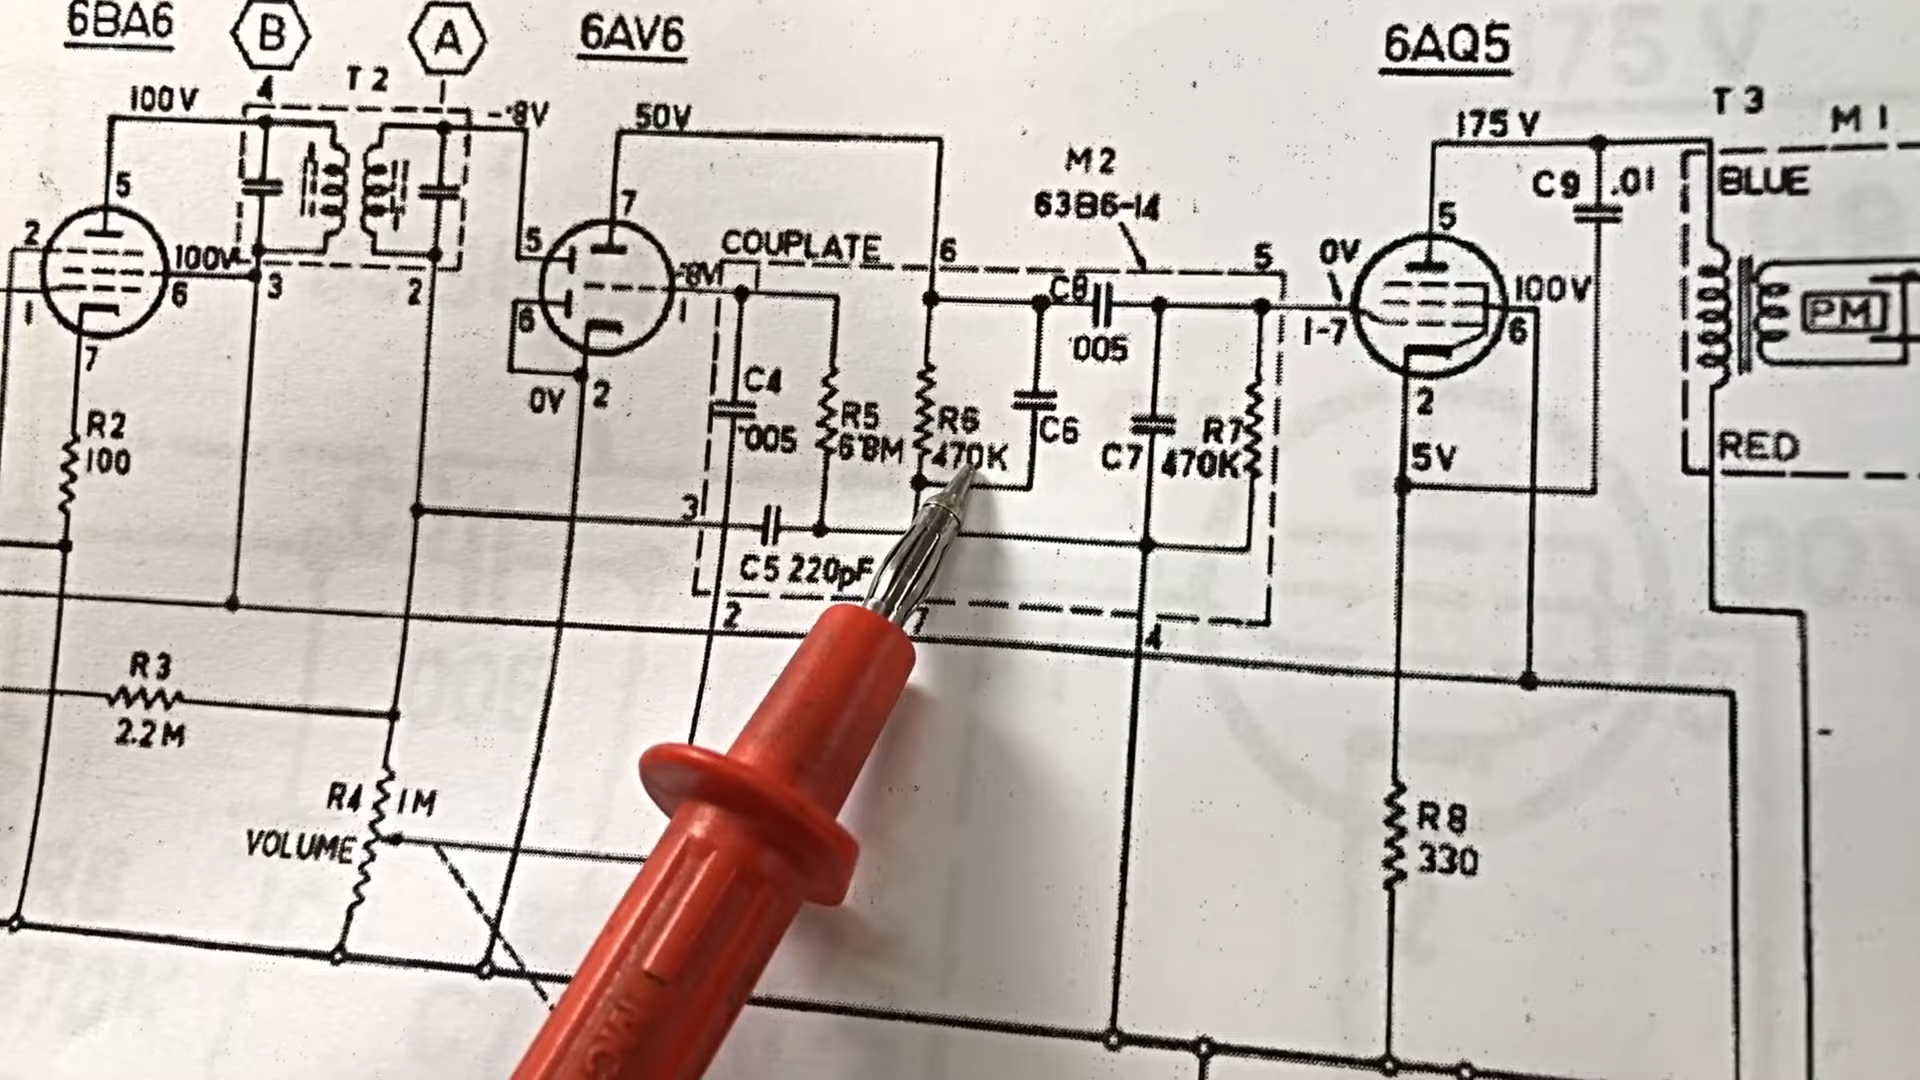 6BA6
B
A
6AV6
6AQ5
T 2
T 3
M 1
100V
4
-·8V
50V
M 2
63B6-14
175 V
C9
.01
BLUE
5
7
2
100V
6
1
3
2
5
6
COUPLATE
-·8V
1
6
C8
·005
5
0V
1-7
5
100V
6
PM
7
0V
2
C4
·005
R5
6·8M
R6
470K
C6
C7
R7
470K
2
5V
RED
R2
100
3
C5 220pF
2
7
4
R3
2.2M
R4
1M
VOLUME
R8
330